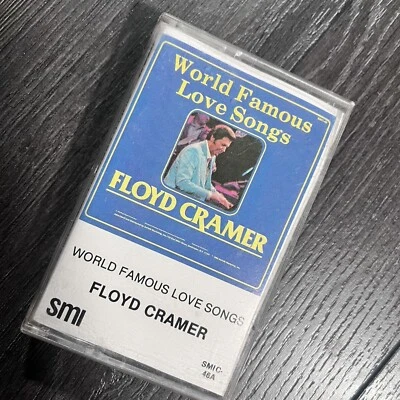 World Famous
Love Songs
FLOYD CRAMER
WORLD FAMOUS LOVE SONGS
FLOYD CRAMER
smi
SMIC-
46A